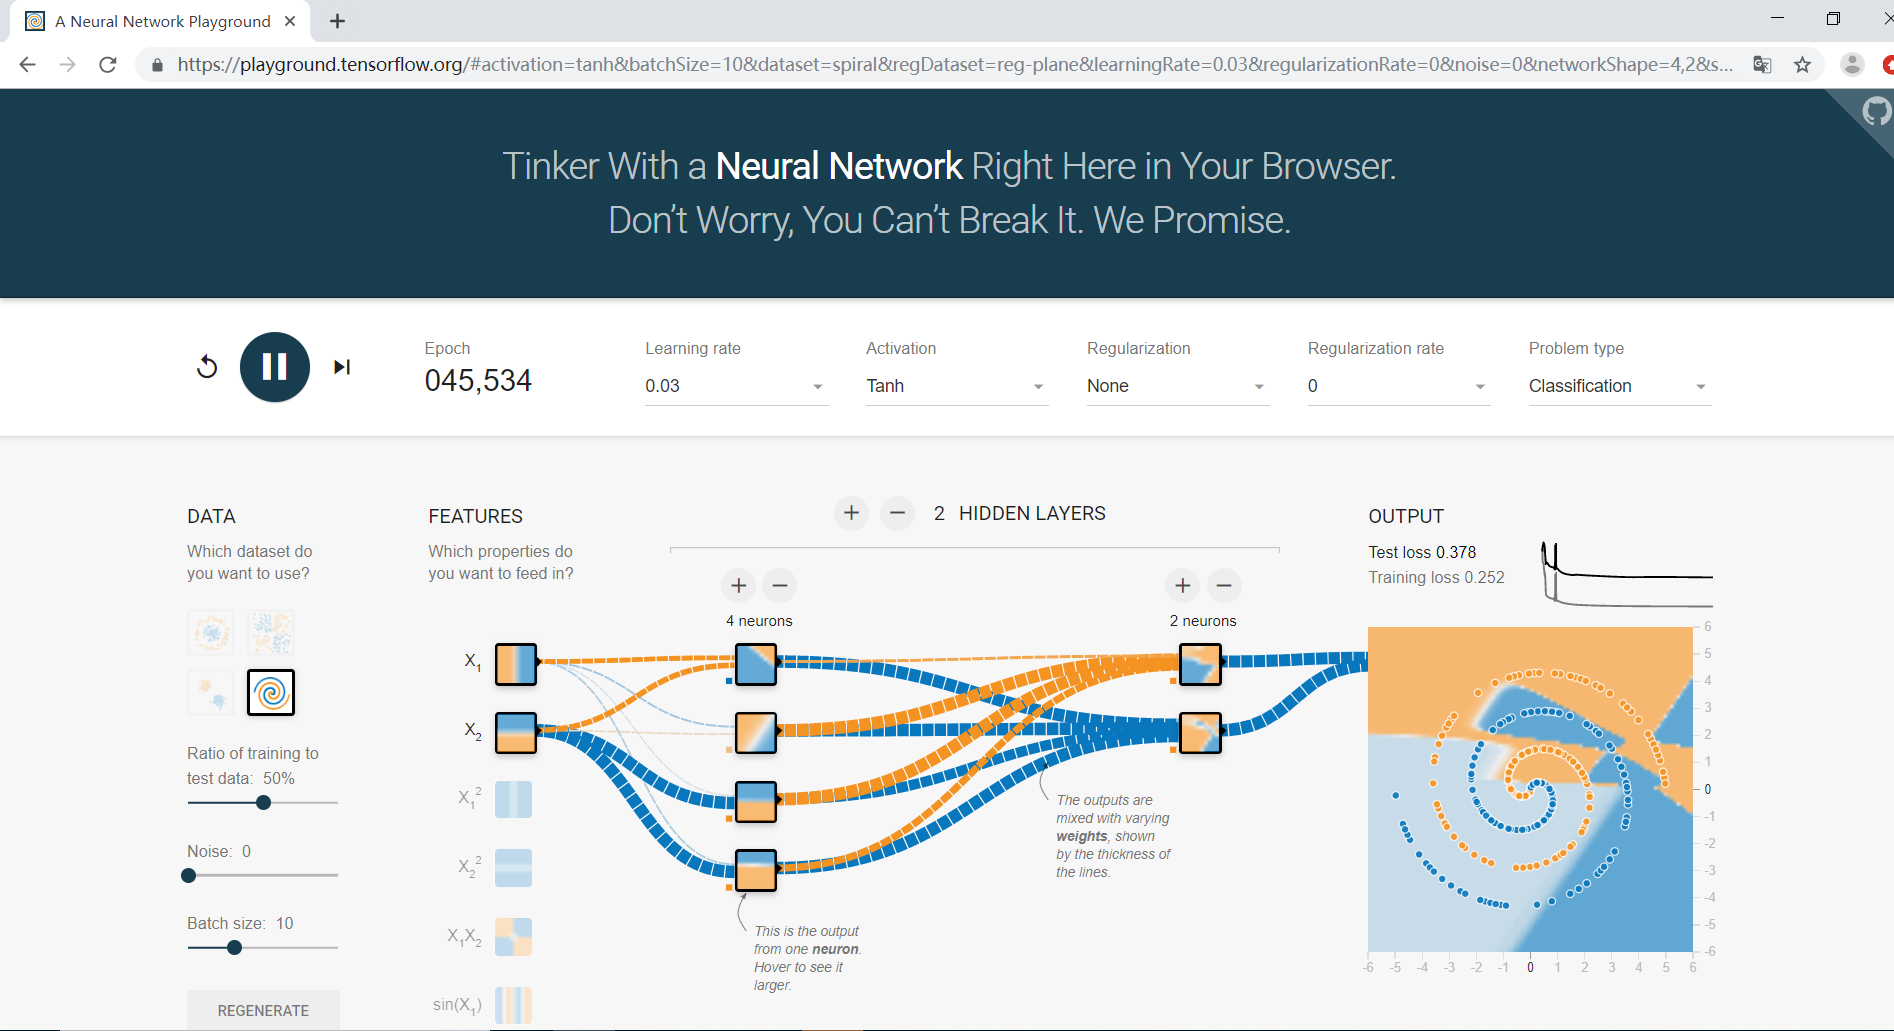 A Neural Network Playground
https://playground.tensorflow.org/#activation=tanh&batchSize=10&dataset=spiral&regDataset=reg-plane&learningRate=0.03&regularizationRate=0&noise=0&networkShape=4,2&s...
Tinker With a Neural Network Right Here in Your Browser.
Don't Worry, You Can't Break It. We Promise.
Epoch
045,534
Learning rate
0.03
Activation
Tanh
Regularization
None
Regularization rate
0
Problem type
Classification
DATA
Which dataset do
you want to use?
Ratio of training to
test data: 50%
Noise: 0
Batch size: 10
REGENERATE
FEATURES
Which properties do
you want to feed in?
X1
X2
X1²
X2²
X1X2
sin(X1)
+ − 2 HIDDEN LAYERS
+ −
4 neurons
+ −
2 neurons
The outputs are
mixed with varying
weights, shown
by the thickness of
the lines.
This is the output
from one neuron.
Hover to see it
larger.
OUTPUT
Test loss 0.378
Training loss 0.252
6
5
4
3
2
1
0
-1
-2
-3
-4
-5
-6
-6 -5 -4 -3 -2 -1 0 1 2 3 4 5 6